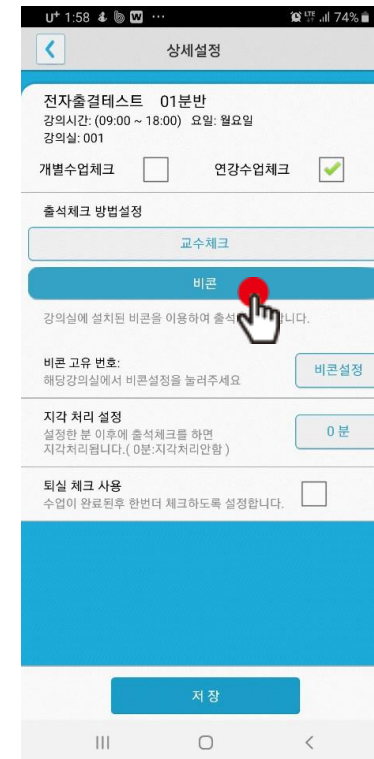 U+ 1:58 W ··· LTE 74%
상세설정
전자출결테스트 01분반
강의시간: (09:00 ~ 18:00) 요일: 월요일
강의실: 001
개별수업체크 연강수업체크
출석체크 방법설정
교수체크
비콘
강의실에 설치된 비콘을 이용하여 출석 니다.
비콘 고유 번호:
해당강의실에서 비콘설정을 눌러주세요
비콘설정
지각 처리 설정
설정한 분 이후에 출석체크를 하면
지각처리됩니다.( 0분:지각처리안함 )
0 분
퇴실 체크 사용
수업이 완료된후 한번더 체크하도록 설정합니다.
저 장